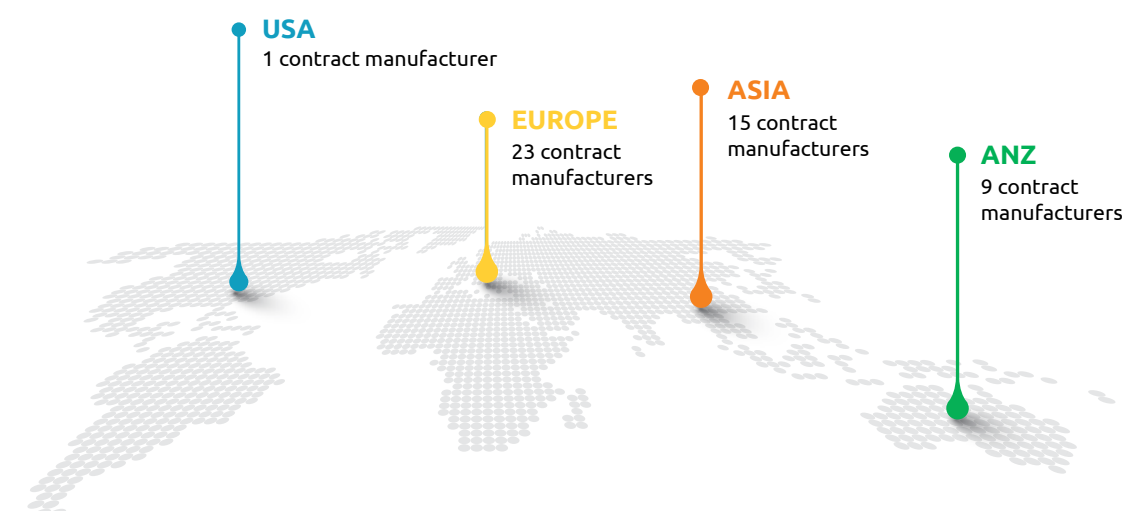 USA
1 contract manufacturer
EUROPE
23 contract
manufacturers
ASIA
15 contract
manufacturers
ANZ
9 contract
manufacturers